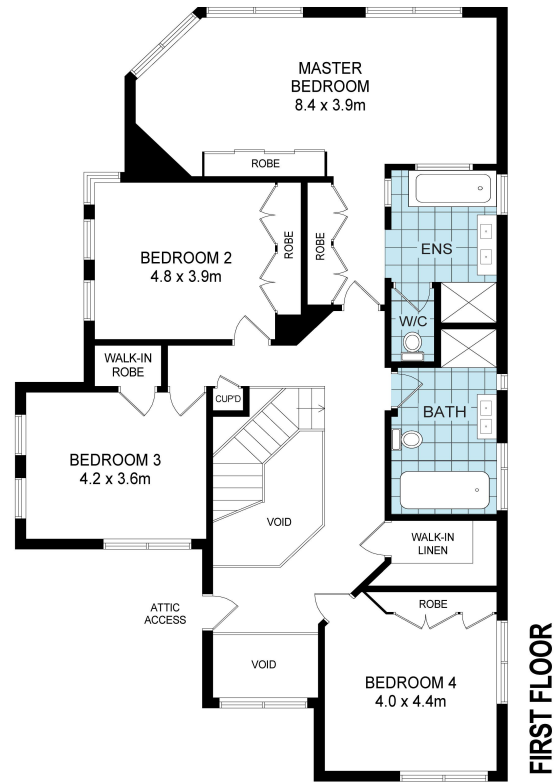 MASTER
BEDROOM
8.4 x 3.9m
ROBE
BEDROOM 2
4.8 x 3.9m
ROBE
ROBE
ENS
W/C
WALK-IN
ROBE
CUP'D
BATH
BEDROOM 3
4.2 x 3.6m
VOID
WALK-IN
LINEN
ATTIC
ACCESS
ROBE
VOID
BEDROOM 4
4.0 x 4.4m
FIRST FLOOR